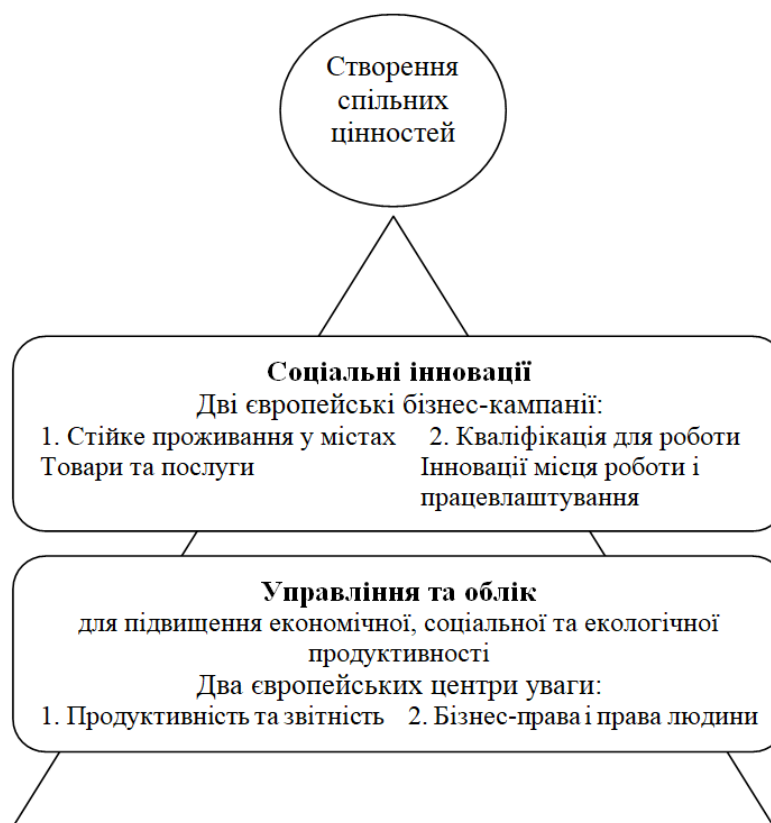 Створення
спільних
цінностей
Соціальні інновації
Дві європейські бізнес-кампанії:
1. Стійке проживання у містах 2. Кваліфікація для роботи
Товари та послуги Інновації місця роботи і
працевлаштування
Управління та облік
для підвищення економічної, соціальної та екологічної
продуктивності
Два європейських центри уваги:
1. Продуктивність та звітність 2. Бізнес-права і права людини